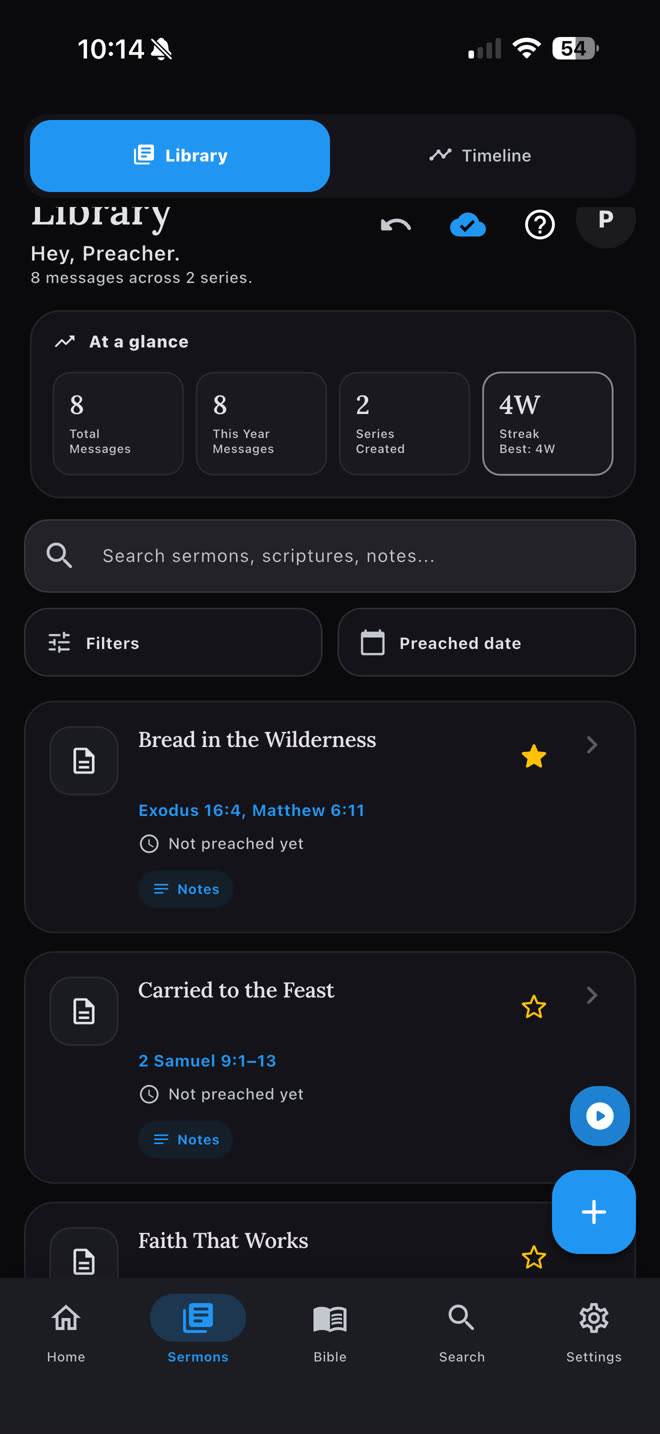 10:14
54
Library
Timeline
Library
P
Hey, Preacher.
8 messages across 2 series.
At a glance
8
Total
Messages
8
This Year
Messages
2
Series
Created
4W
Streak
Best: 4W
Search sermons, scriptures, notes...
Filters
Preached date
Bread in the Wilderness
Exodus 16:4, Matthew 6:11
Not preached yet
Notes
Carried to the Feast
2 Samuel 9:1–13
Not preached yet
Notes
Faith That Works
Home
Sermons
Bible
Search
Settings